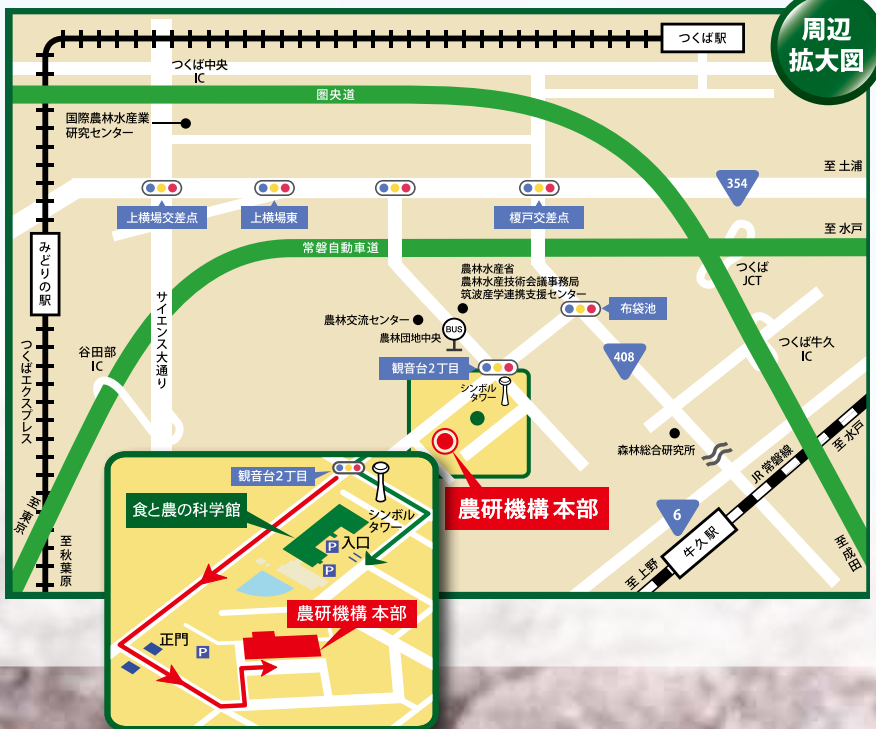 周辺
拡大図
つくば駅
つくば中央
IC
圏央道
国際農林水産業
研究センター
至 土浦
354
上横場交差点
上横場東
榎戸交差点
至 水戸
常磐自動車道
みどりの駅
つくば
JCT
農林水産省
農林水産技術会議事務局
筑波産学連携支援センター
サイエンス大通り
布袋池
農林交流センター
BUS
農林団地中央
408
つくば牛久
IC
つくばエクスプレス
谷田部
IC
観音台2丁目
シンボル
タワー
森林総合研究所
JR 常磐線
至 水戸
農研機構 本部
6
牛久駅
至 東京
至 秋葉原
至 上野
至 成田
観音台2丁目
シンボル
タワー
食と農の科学館
P
入口
P
農研機構 本部
正門
P